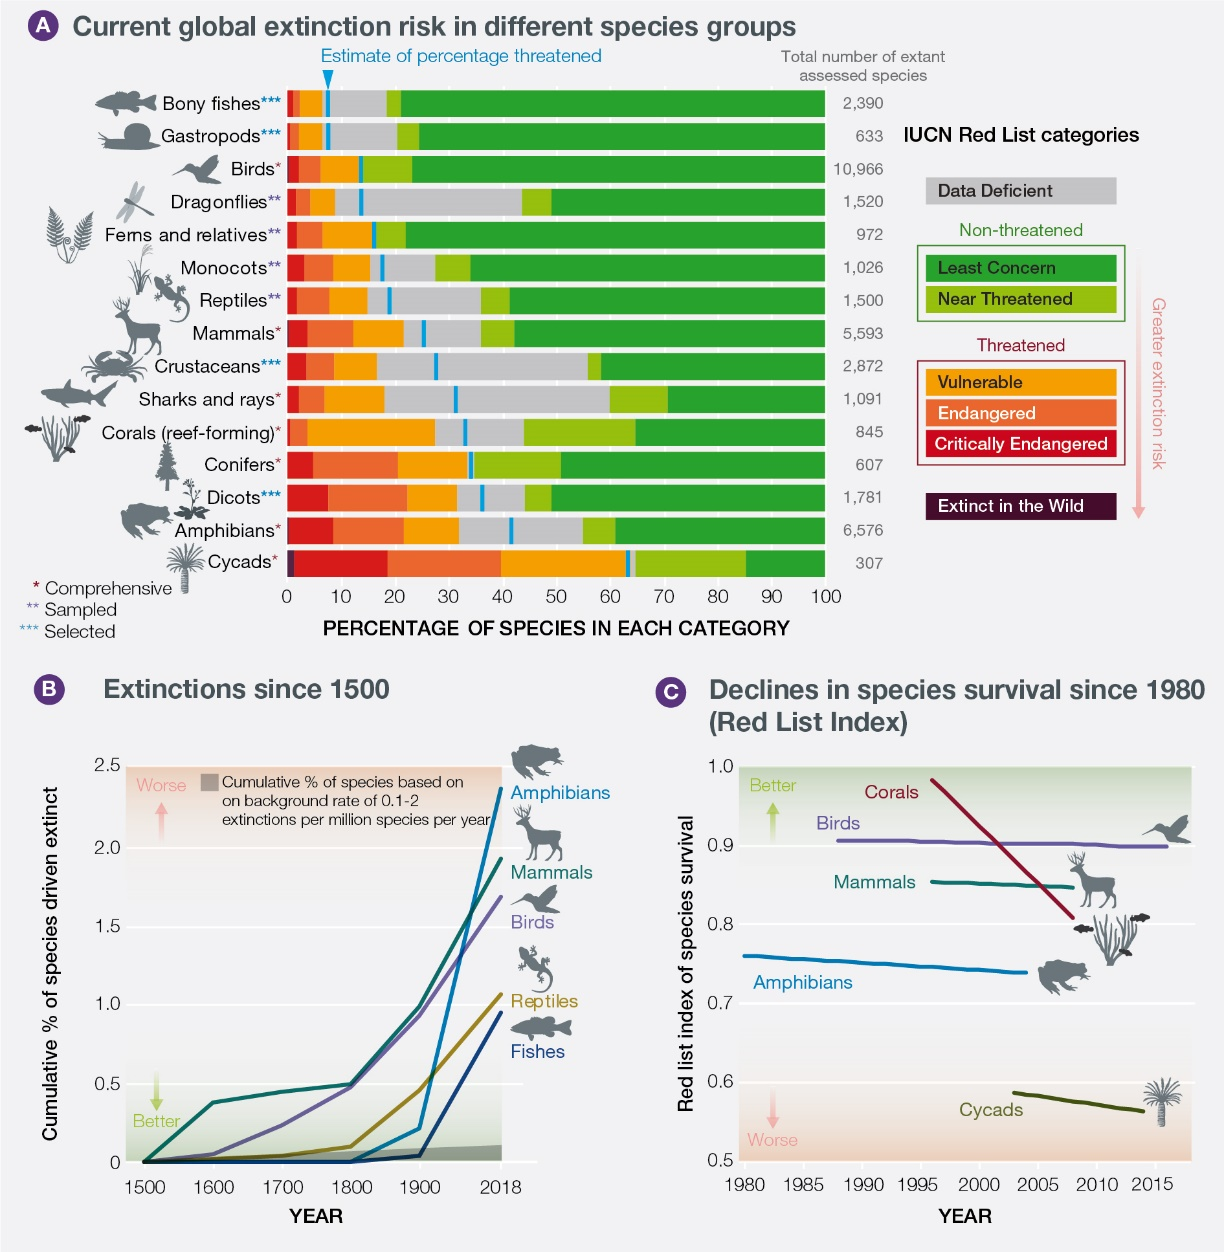 A Current global extinction risk in different species groups
Estimate of percentage threatened
Total number of extant
assessed species
Bony fishes*** 2,390
Gastropods*** 633
Birds* 10,966
Dragonflies** 1,520
Ferns and relatives** 972
Monocots** 1,026
Reptiles** 1,500
Mammals* 5,593
Crustaceans*** 2,872
Sharks and rays* 1,091
Corals (reef-forming)* 845
Conifers* 607
Dicots*** 1,781
Amphibians* 6,576
Cycads* 307
0 10 20 30 40 50 60 70 80 90 100
PERCENTAGE OF SPECIES IN EACH CATEGORY
* Comprehensive
** Sampled
*** Selected
IUCN Red List categories
Data Deficient
Non-threatened
Least Concern
Near Threatened
Threatened
Vulnerable
Endangered
Critically Endangered
Extinct in the Wild
Greater extinction risk
B Extinctions since 1500
Cumulative % of species driven extinct
2.5
2.0
1.5
1.0
0.5
0
Worse
Cumulative % of species based on
on background rate of 0.1-2
extinctions per million species per year
Better
Amphibians
Mammals
Birds
Reptiles
Fishes
1500 1600 1700 1800 1900 2018
YEAR
C Declines in species survival since 1980
(Red List Index)
Red list index of species survival
1.0
0.9
0.8
0.7
0.6
0.5
Better
Corals
Birds
Mammals
Amphibians
Cycads
Worse
1980 1985 1990 1995 2000 2005 2010 2015
YEAR